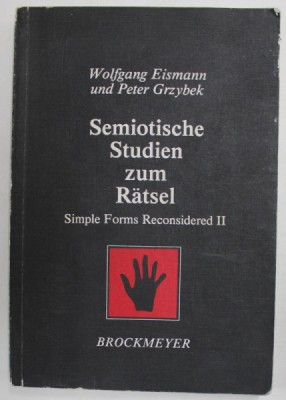 Wolfgang Eismann
und Peter Grzybek
Semiotische
Studien
zum
Rätsel
Simple Forms Reconsidered II
BROCKMEYER